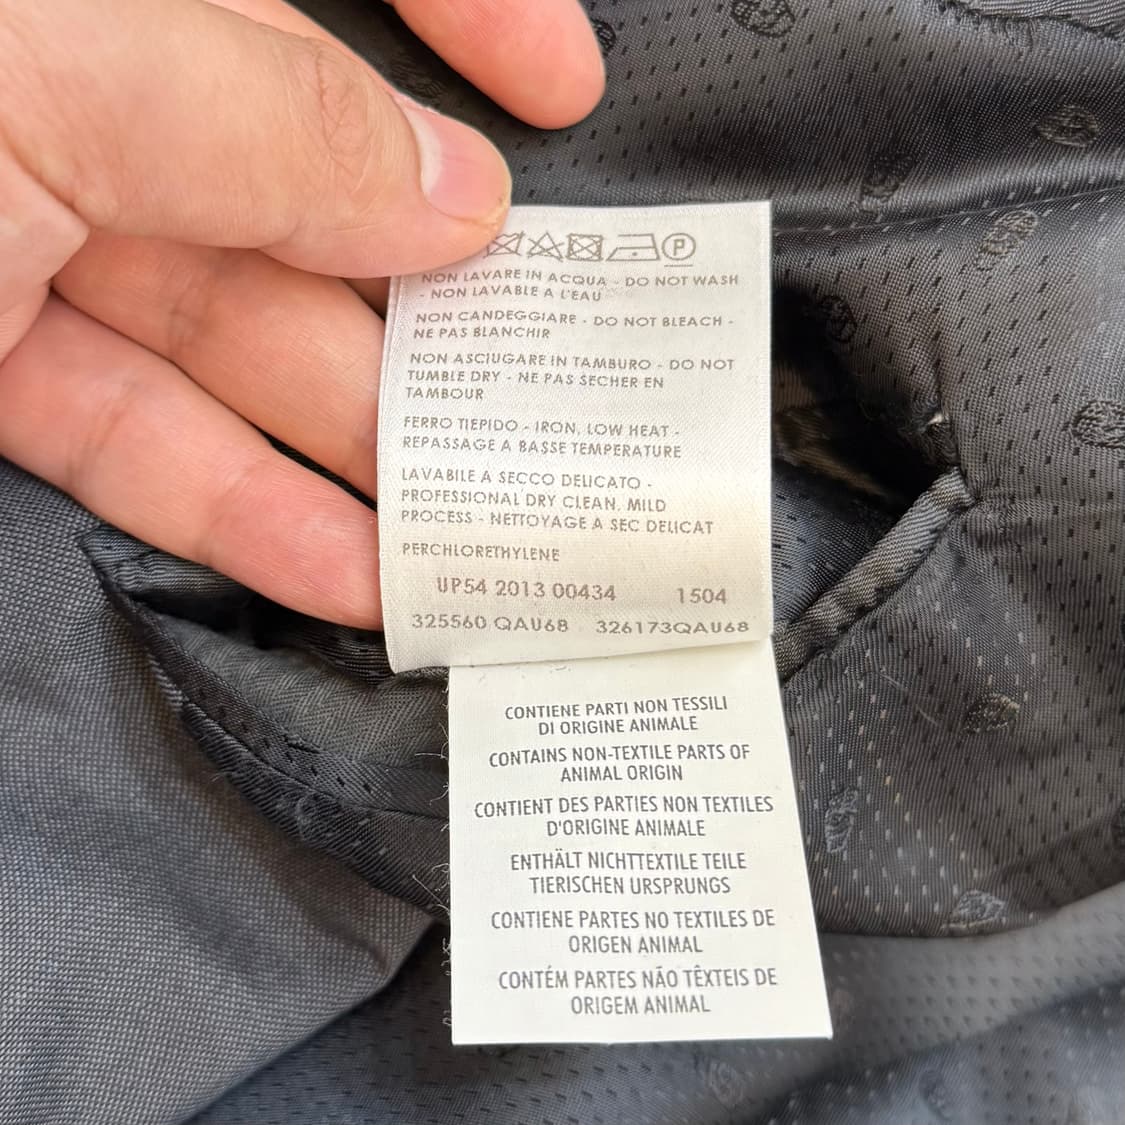 P
NON LAVARE IN ACQUA - DO NOT WASH
- NON LAVABLE A L'EAU
NON CANDEGGIARE - DO NOT BLEACH -
NE PAS BLANCHIR
NON ASCIUGARE IN TAMBURO - DO NOT
TUMBLE DRY - NE PAS SECHER EN
TAMBOUR
FERRO TIEPIDO - IRON, LOW HEAT -
REPASSAGE A BASSE TEMPERATURE
LAVABILE A SECCO DELICATO -
PROFESSIONAL DRY CLEAN, MILD
PROCESS - NETTOYAGE A SEC DELICAT
PERCHLORETHYLENE
UP54 2013 00434 1504
325560 QAU68 326173QAU68
CONTIENE PARTI NON TESSILI
DI ORIGINE ANIMALE
CONTAINS NON-TEXTILE PARTS OF
ANIMAL ORIGIN
CONTIENT DES PARTIES NON TEXTILES
D'ORIGINE ANIMALE
ENTHÄLT NICHTTEXTILE TEILE
TIERISCHEN URSPRUNGS
CONTIENE PARTES NO TEXTILES DE
ORIGEN ANIMAL
CONTÉM PARTES NÃO TÊXTEIS DE
ORIGEM ANIMAL